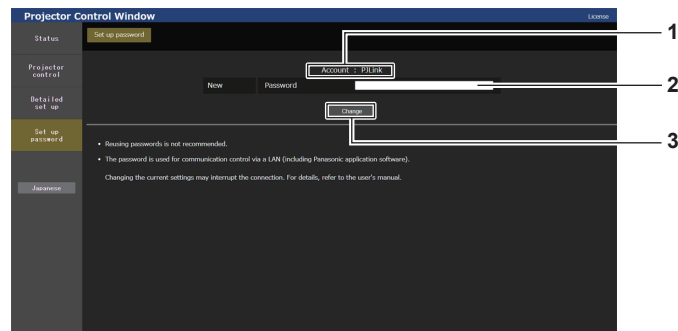 Projector Control Window
License
Status
Set up password
1
Projector
control
Account : PJLink
New Password
2
Detailed
set up
Change
Set up
password
3
• Reusing passwords is not recommended.
• The password is used for communication control via a LAN (including Panasonic application software).
Changing the current settings may interrupt the connection. For details, refer to the user's manual.
Japanese